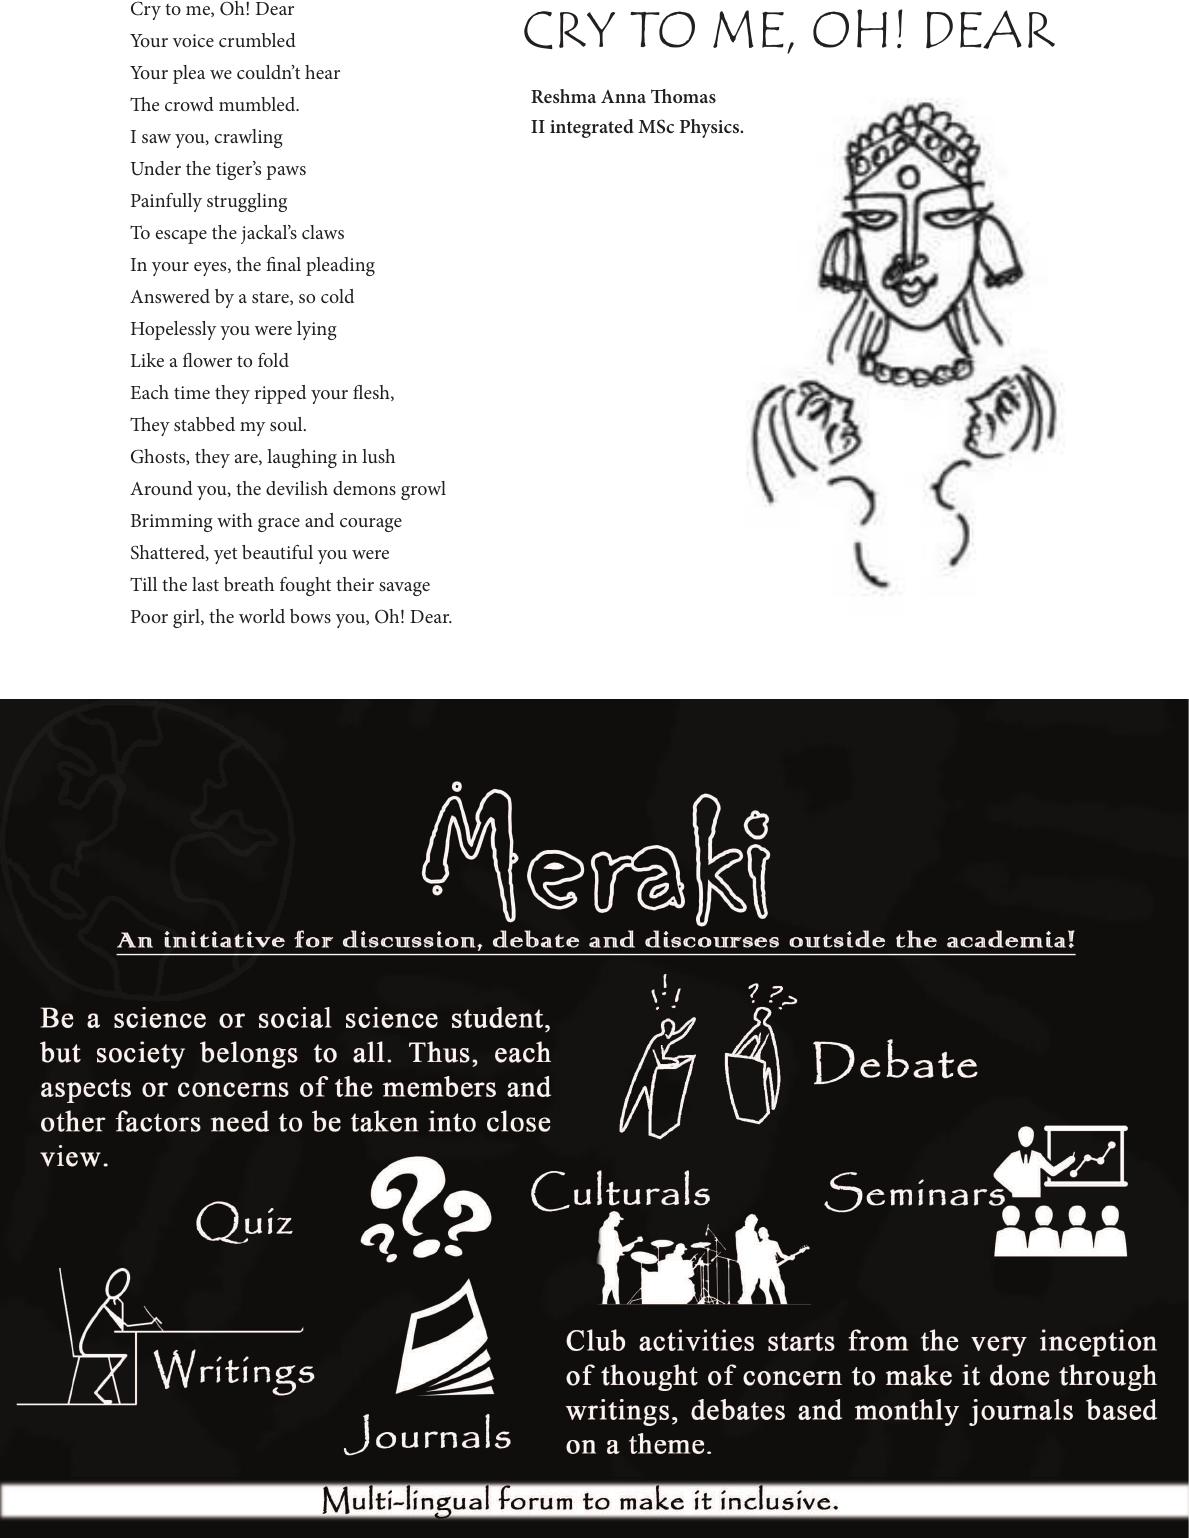 CRY TO ME, OH! DEAR
Reshma Anna Thomas
II integrated MSc Physics.
Cry to me, Oh! Dear
Your voice crumbled
Your plea we couldn't hear
The crowd mumbled.
I saw you, crawling
Under the tiger's paws
Painfully struggling
To escape the jackal's claws
In your eyes, the final pleading
Answered by a stare, so cold
Hopelessly you were lying
Like a flower to fold
Each time they ripped your flesh,
They stabbed my soul.
Ghosts, they are, laughing in lush
Around you, the devilish demons growl
Brimming with grace and courage
Shattered, yet beautiful you were
Till the last breath fought their savage
Poor girl, the world bows you, Oh! Dear.
Meraki
An initiative for discussion, debate and discourses outside the academia!
Be a science or social science student,
but society belongs to all. Thus, each
aspects or concerns of the members and
other factors need to be taken into close
view.
! ! !
? ? ?
Debate
Quiz
? ? ?
Culturals
Seminars
Writings
Journals
Club activities starts from the very inception
of thought of concern to make it done through
writings, debates and monthly journals based
on a theme.
Multi-lingual forum to make it inclusive.